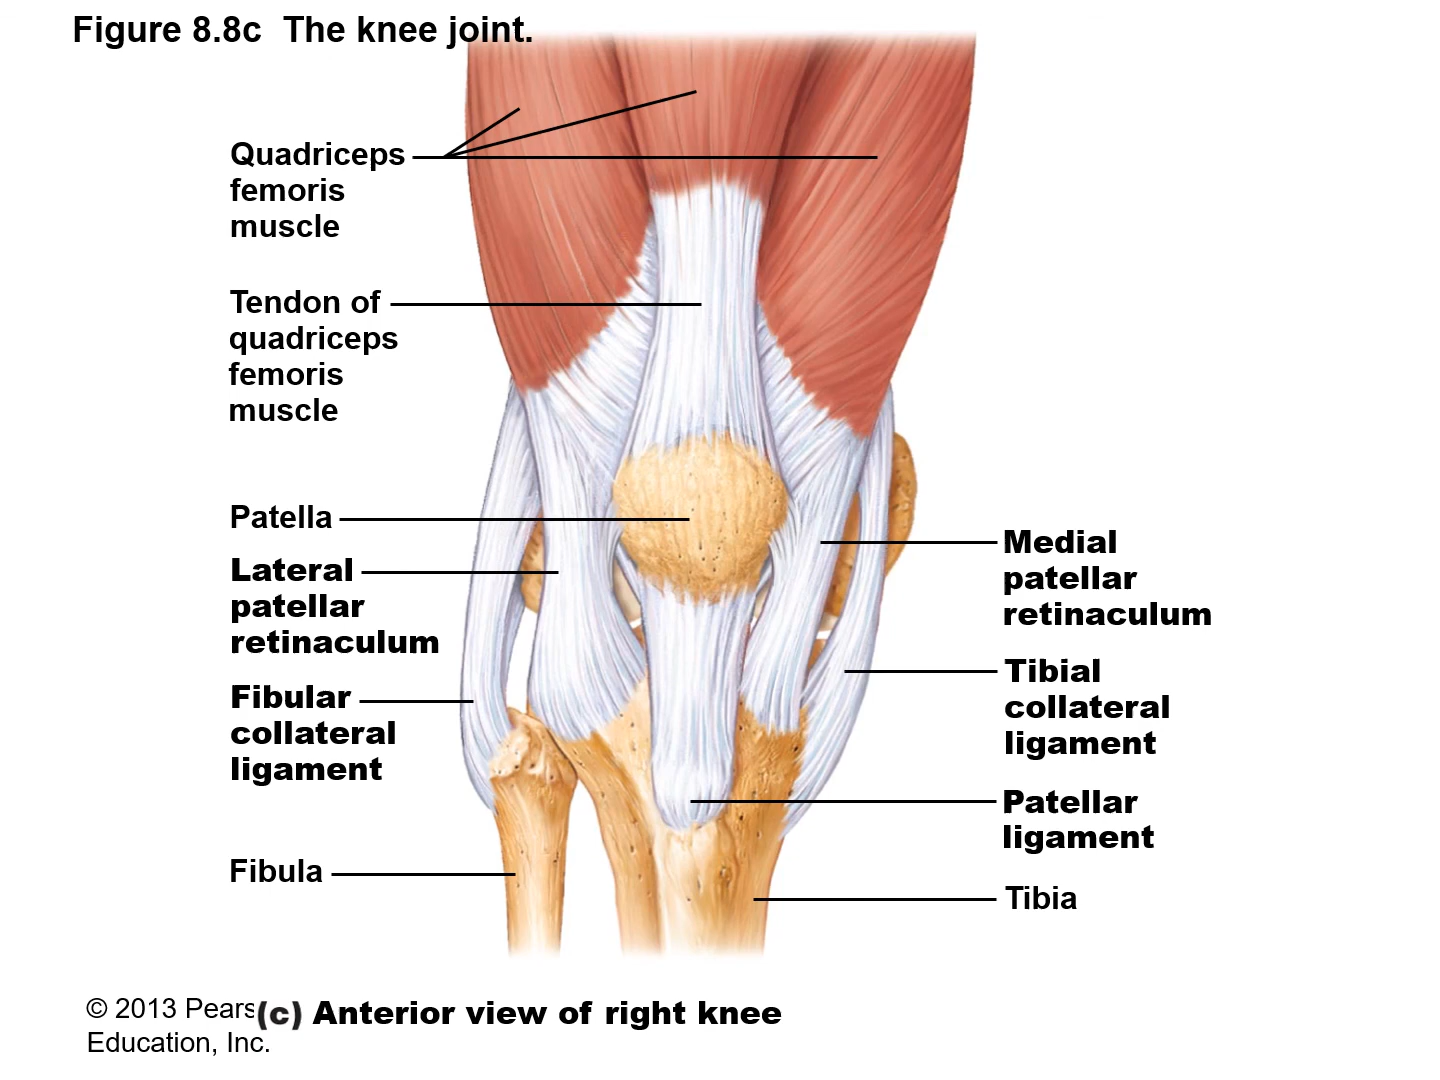 Figure 8.8c  The knee joint.
Quadriceps
femoris
muscle
Tendon of
quadriceps
femoris
muscle
Patella
Lateral
patellar
retinaculum
Fibular
collateral
ligament
Fibula
Medial
patellar
retinaculum
Tibial
collateral
ligament
Patellar
ligament
Tibia
(c) Anterior view of right knee
© 2013 Pears
Education, Inc.